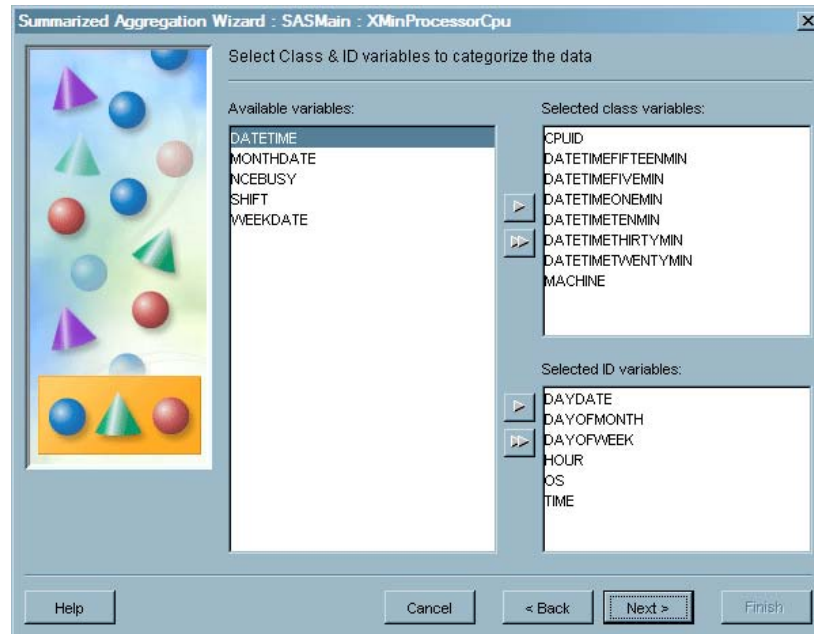 Summarized Aggregation Wizard : SASMain : XMinProcessorCpu
Select Class & ID variables to categorize the data
Available variables:
DATETIME
MONTHDATE
NCEBUSY
SHIFT
WEEKDATE
Selected class variables:
CPUID
DATETIMEFIFTEENMIN
DATETIMEFIVEMIN
DATETIMEONEMIN
DATETIMETENMIN
DATETIMETHIRTYMIN
DATETIMETWENTYMIN
MACHINE
Selected ID variables:
DAYDATE
DAYOFMONTH
DAYOFWEEK
HOUR
OS
TIME
Help
Cancel
< Back
Next >
Finish